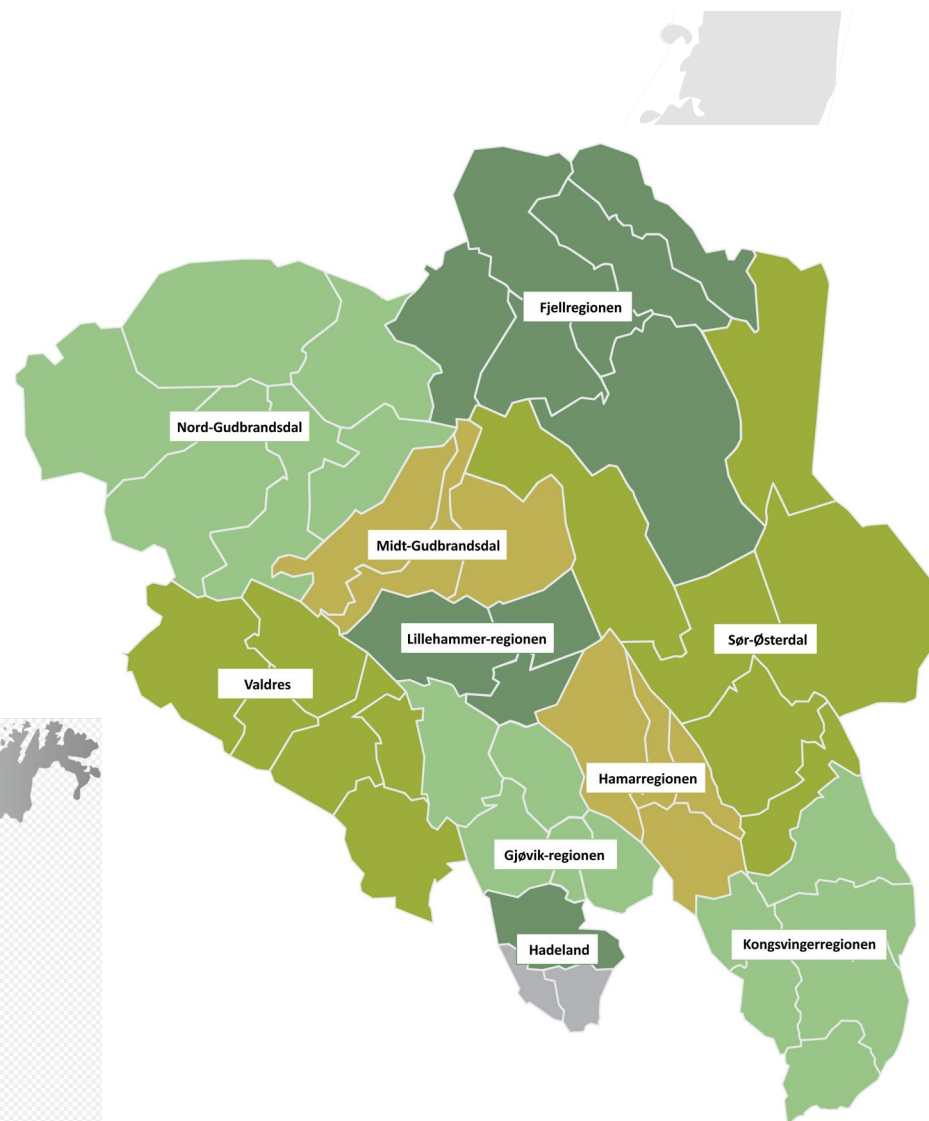 Fjellregionen
Nord-Gudbrandsdal
Midt-Gudbrandsdal
Lillehammer-regionen
Sør-Østerdal
Valdres
Hamarregionen
Gjøvik-regionen
Hadeland
Kongsvingerregionen